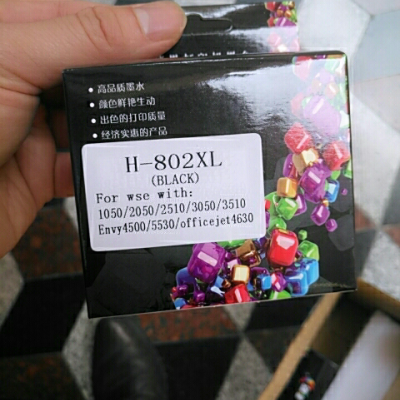 高品质墨水
颜色鲜艳生动
出色的打印质量
经济实惠的产品
H-802XL
(BLACK)
For wse with:
1050/2050/2510/3050/3510
Envy4500/5530/officejet4630